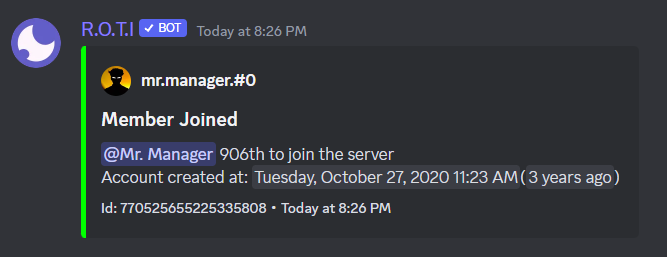 R.O.T.I ✓ BOT Today at 8:26 PM
mr.manager.#0
Member Joined
@Mr. Manager 906th to join the server
Account created at: Tuesday, October 27, 2020 11:23 AM(3 years ago)
Id: 770525655225335808 • Today at 8:26 PM